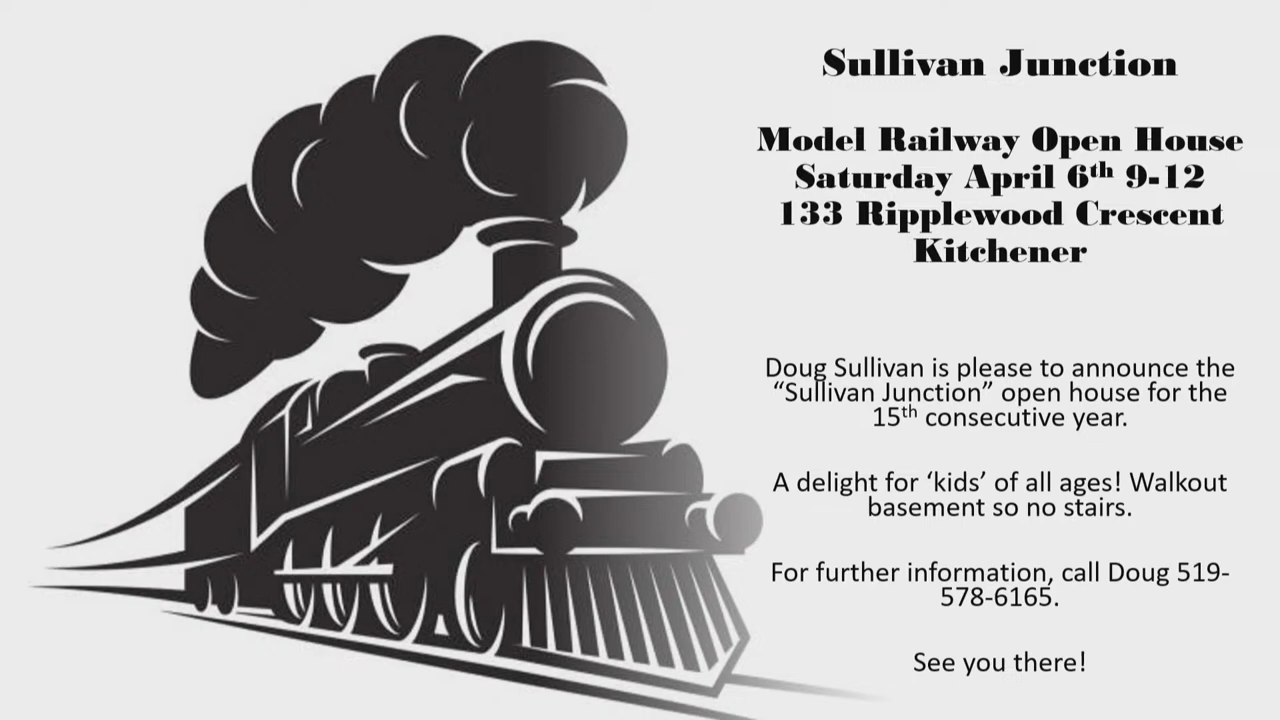 Sullivan Junction
Model Railway Open House
Saturday April 6th 9-12
133 Ripplewood Crescent
Kitchener
Doug Sullivan is please to announce the
“Sullivan Junction” open house for the
15th consecutive year.
A delight for ‘kids’ of all ages! Walkout
basement so no stairs.
For further information, call Doug 519-
578-6165.
See you there!